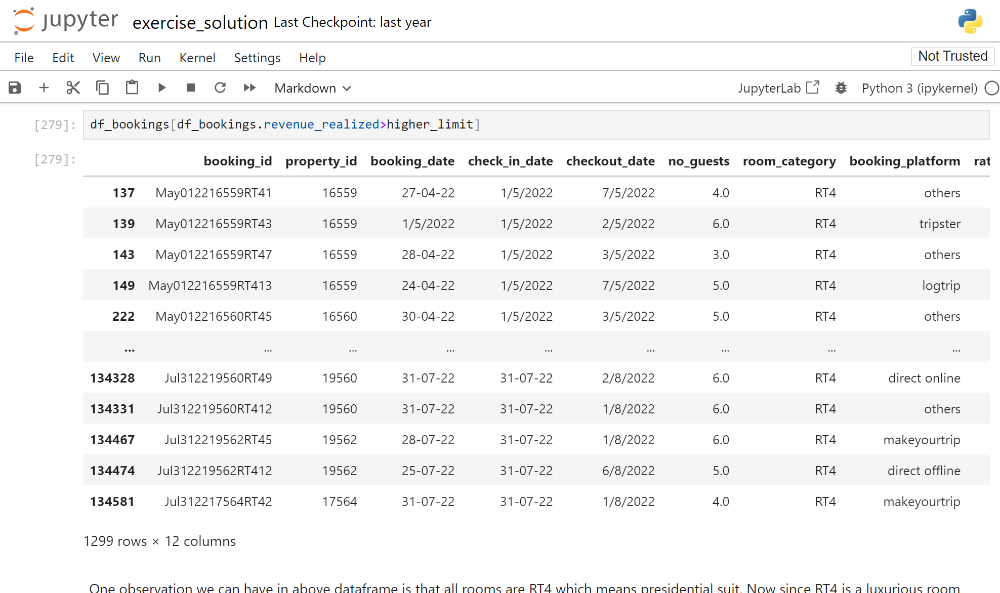 jupyter exercise_solution Last Checkpoint: last year
File Edit View Run Kernel Settings Help Not Trusted
Markdown JupyterLab Python 3 (ipykernel)
[279]: df_bookings[df_bookings.revenue_realized>higher_limit]
[279]:
booking_id property_id booking_date check_in_date checkout_date no_guests room_category booking_platform rat
137 May012216559RT41 16559 27-04-22 1/5/2022 7/5/2022 4.0 RT4 others
139 May012216559RT43 16559 1/5/2022 1/5/2022 2/5/2022 6.0 RT4 tripster
143 May012216559RT47 16559 28-04-22 1/5/2022 3/5/2022 3.0 RT4 others
149 May012216559RT413 16559 24-04-22 1/5/2022 7/5/2022 5.0 RT4 logtrip
222 May012216560RT45 16560 30-04-22 1/5/2022 3/5/2022 5.0 RT4 others
... ... ... ... ... ... ... ... ...
134328 Jul312219560RT49 19560 31-07-22 31-07-22 2/8/2022 6.0 RT4 direct online
134331 Jul312219560RT412 19560 31-07-22 31-07-22 1/8/2022 6.0 RT4 others
134467 Jul312219562RT45 19562 28-07-22 31-07-22 1/8/2022 6.0 RT4 makeyourtrip
134474 Jul312219562RT412 19562 25-07-22 31-07-22 6/8/2022 5.0 RT4 direct offline
134581 Jul312217564RT42 17564 31-07-22 31-07-22 1/8/2022 4.0 RT4 makeyourtrip
1299 rows × 12 columns
One observation we can have in above dataframe is that all rooms are RT4 which means presidential suit. Now since RT4 is a luxurious room